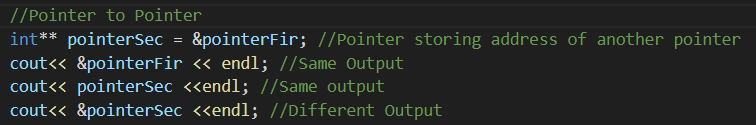 //Pointer to Pointer
int** pointerSec = &pointerFir; //Pointer storing address of another pointer
cout<< &pointerFir << endl; //Same Output
cout<< pointerSec <<endl; //Same output
cout<< &pointerSec <<endl; //Different Output